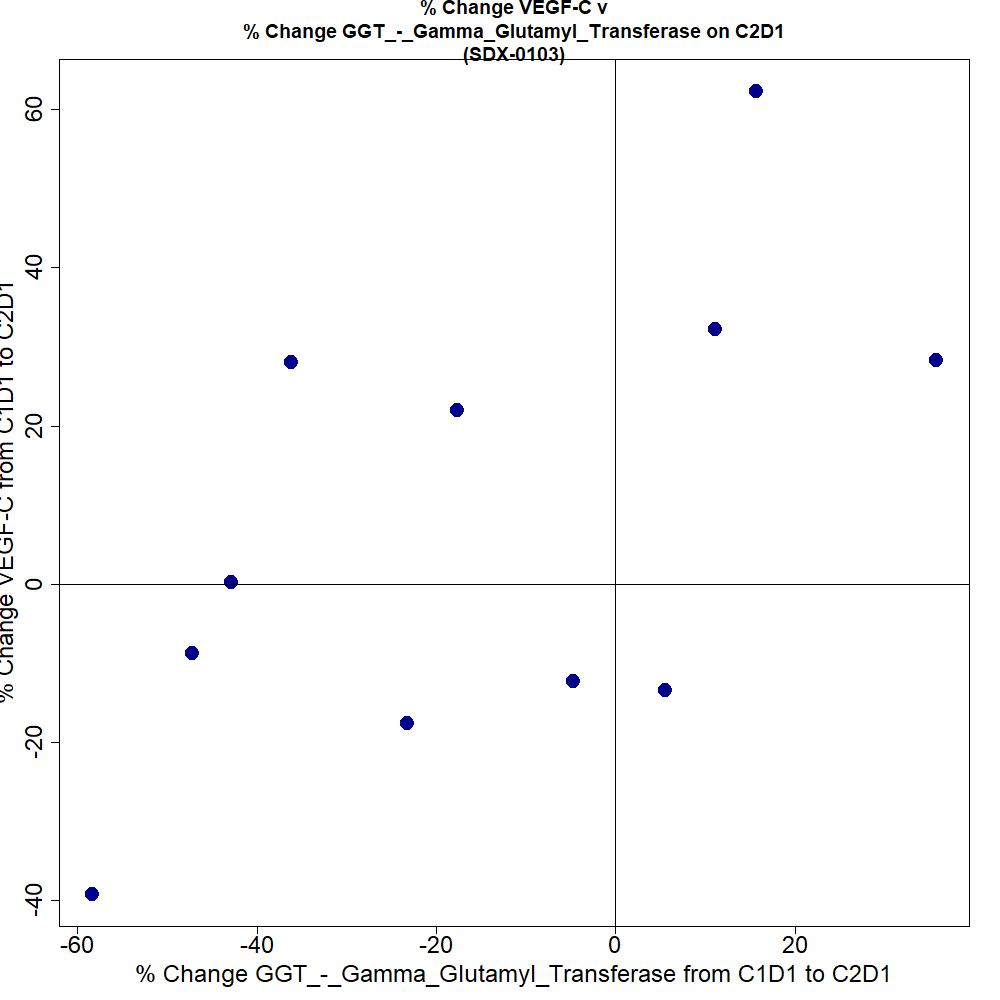 % Change VEGF-C v
% Change GGT_-_Gamma_Glutamyl_Transferase on C2D1
(SDX-0103)
% Change VEGF-C from C1D1 to C2D1
60
40
20
0
-20
-40
-60
-40
-20
0
20
% Change GGT_-_Gamma_Glutamyl_Transferase from C1D1 to C2D1